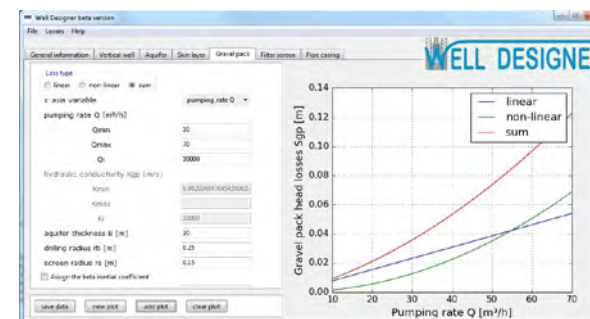 Well Designer beta version
File Losses Help
General information Vertical well Aquifer Skin layer Gravel pack Filter screen Pipe casing
WELL DESIGNE
Loss type
linear non-linear sum
x-axis variable pumping rate Q
pumping rate Q [m³/h]
Qmin 10
Qmax
Qi 10000
hydraulic conductivity Kgp (m/s)
Kmin
Kmax
Ki 10000
aquifer thickness B [m]
drilling radius rb [m] 0.25
screen radius rs [m] 0.15
Assign the beta inertial coefficient
save data new plot add plot clear plot
Gravel pack head losses Sgp [m]
0.14
0.12
0.10
0.08
0.06
0.04
0.02
0.00
linear
non-linear
sum
10 20 30 40 50 60 70
Pumping rate Q [m³/h]